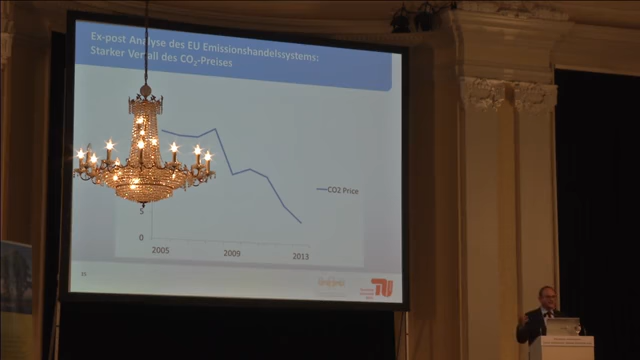 Ex-post Analyse des EU Emissionshandelssystems:
Starker Verfall des CO2-Preises
CO2 Price
5
0
2005
2009
2013